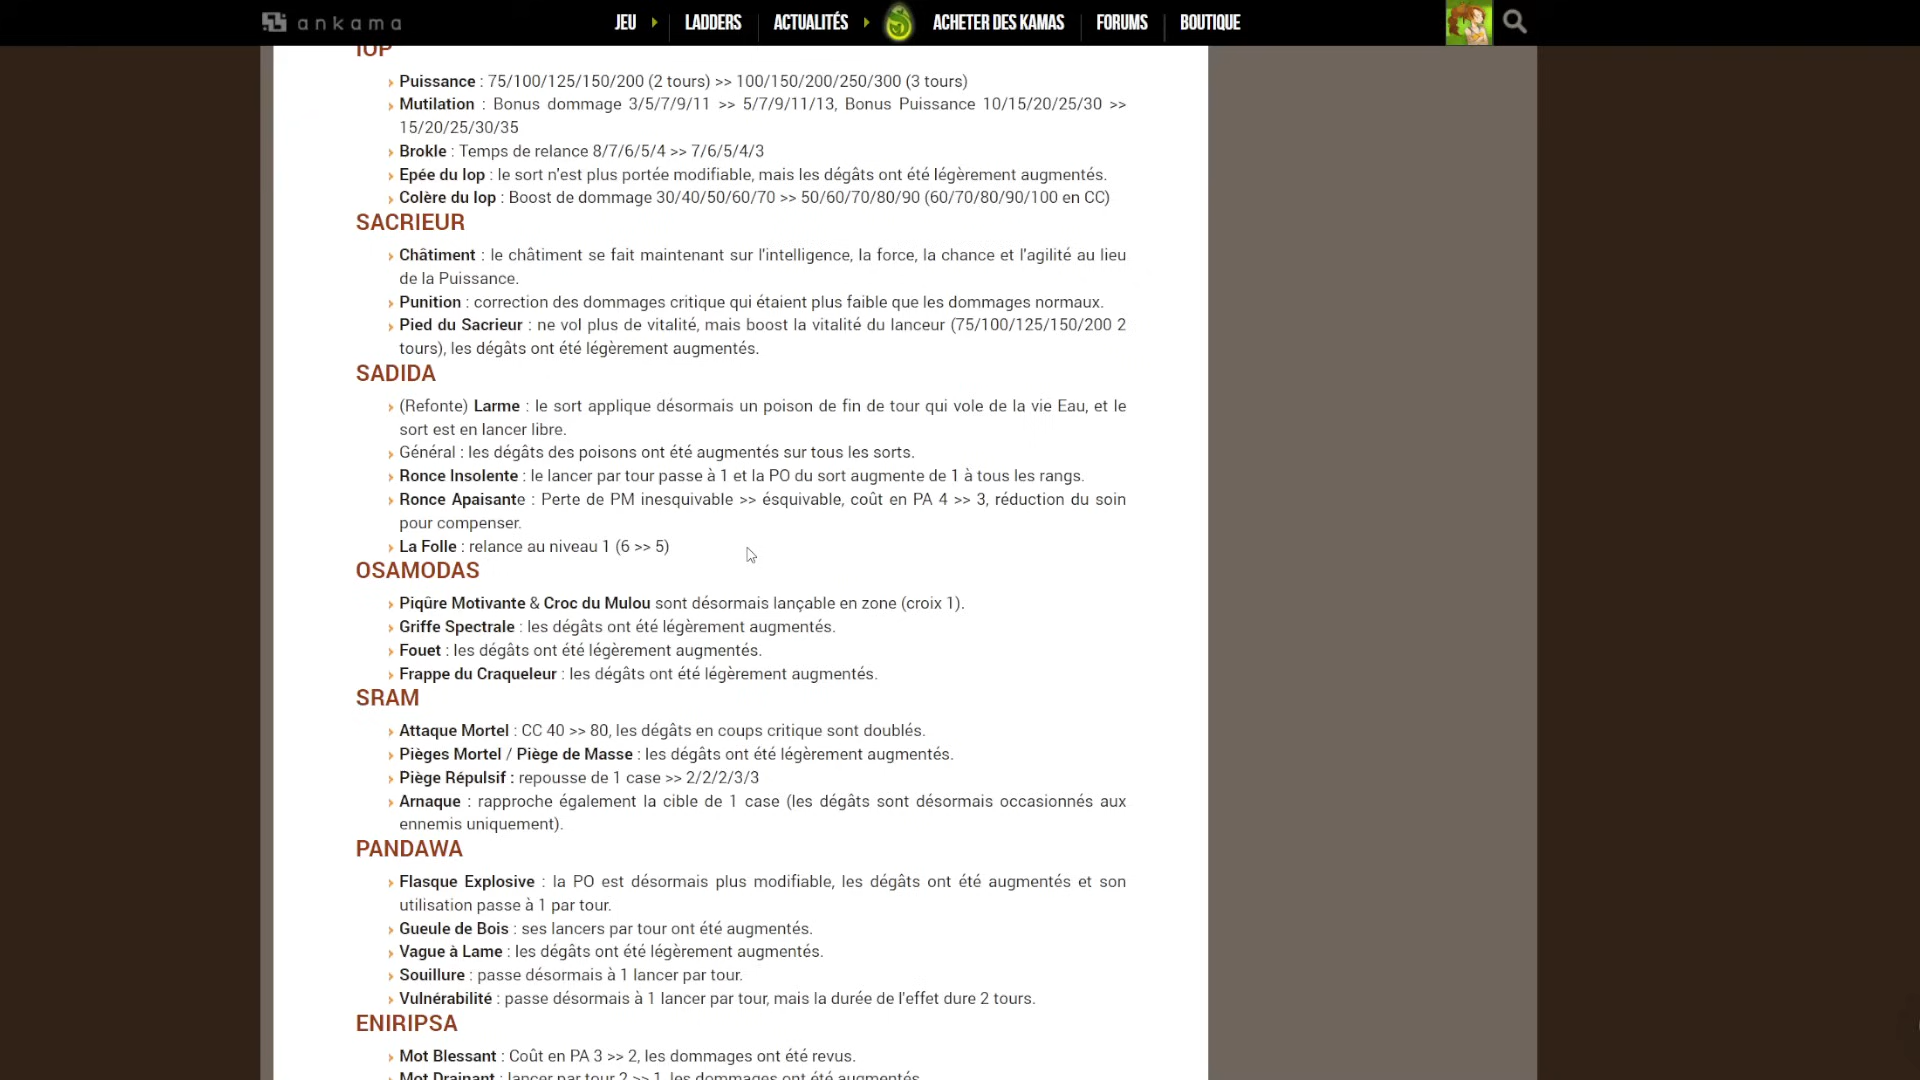 ankama
JEU
LADDERS
ACTUALITÉS
ACHETER DES KAMAS
FORUMS
BOUTIQUE
IOP
Puissance : 75/100/125/150/200 (2 tours) >> 100/150/200/250/300 (3 tours)
Mutilation : Bonus dommage 3/5/7/9/11 >> 5/7/9/11/13, Bonus Puissance 10/15/20/25/30 >>
15/20/25/30/35
Brokle : Temps de relance 8/7/6/5/4 >> 7/6/5/4/3
Epée du Iop : le sort n'est plus portée modifiable, mais les dégâts ont été légèrement augmentés.
Colère du Iop : Boost de dommage 30/40/50/60/70 >> 50/60/70/80/90 (60/70/80/90/100 en CC)
SACRIEUR
Châtiment : le châtiment se fait maintenant sur l'intelligence, la force, la chance et l'agilité au lieu
de la Puissance.
Punition : correction des dommages critique qui étaient plus faible que les dommages normaux.
Pied du Sacrieur : ne vol plus de vitalité, mais boost la vitalité du lanceur (75/100/125/150/200 2
tours), les dégâts ont été légèrement augmentés.
SADIDA
(Refonte) Larme : le sort applique désormais un poison de fin de tour qui vole de la vie Eau, et le
sort est en lancer libre.
Général : les dégâts des poisons ont été augmentés sur tous les sorts.
Ronce Insolente : le lancer par tour passe à 1 et la PO du sort augmente de 1 à tous les rangs.
Ronce Apaisante : Perte de PM inesquivable >> ésquivable, coût en PA 4 >> 3, réduction du soin
pour compenser.
La Folle : relance au niveau 1 (6 >> 5)
OSAMODAS
Piqûre Motivante & Croc du Mulou sont désormais lançable en zone (croix 1).
Griffe Spectrale : les dégâts ont été légèrement augmentés.
Fouet : les dégâts ont été légèrement augmentés.
Frappe du Craqueleur : les dégâts ont été légèrement augmentés.
SRAM
Attaque Mortel : CC 40 >> 80, les dégâts en coups critique sont doublés.
Pièges Mortel / Piège de Masse : les dégâts ont été légèrement augmentés.
Piège Répulsif : repousse de 1 case >> 2/2/2/3/3
Arnaque : rapproche également la cible de 1 case (les dégâts sont désormais occasionnés aux
ennemis uniquement).
PANDAWA
Flasque Explosive : la PO est désormais plus modifiable, les dégâts ont été augmentés et son
utilisation passe à 1 par tour.
Gueule de Bois : ses lancers par tour ont été augmentés.
Vague à Lame : les dégâts ont été légèrement augmentés.
Souillure : passe désormais à 1 lancer par tour.
Vulnérabilité : passe désormais à 1 lancer par tour, mais la durée de l'effet dure 2 tours.
ENIRIPSA
Mot Blessant : Coût en PA 3 >> 2, les dommages ont été revus.
Mot Drainant : lancer par tour 2 >> 1, les dommages ont été augmentés